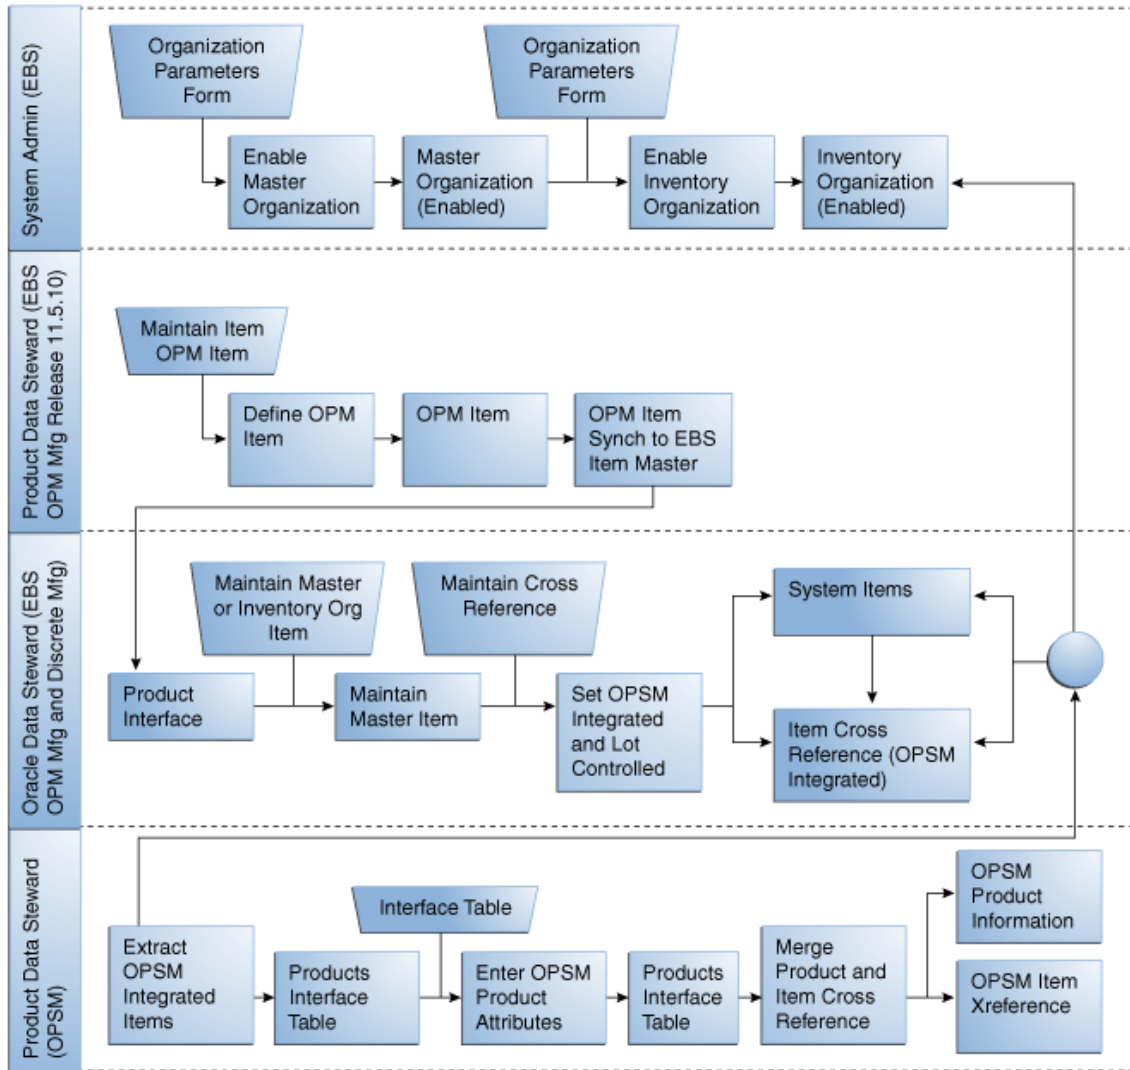 System Admin (EBS)
Organization
Parameters
Form
Organization
Parameters
Form
Enable
Master
Organization
Master
Organization
(Enabled)
Enable
Inventory
Organization
Inventory
Organization
(Enabled)
Product Data Steward (EBS
OPM Mfg Release 11.5.10)
Maintain Item
OPM Item
Define OPM
Item
OPM Item
OPM Item
Synch to EBS
Item Master
Oracle Data Steward (EBS
OPM Mfg and Discrete Mfg)
Maintain Master
or Inventory Org
Item
Maintain Cross
Reference
System Items
Product
Interface
Maintain
Master Item
Set OPSM
Integrated
and Lot
Controlled
Item Cross
Reference (OPSM
Integrated)
Product Data Steward
(OPSM)
Interface Table
Extract
OPSM
Integrated
Items
Products
Interface
Table
Enter OPSM
Product
Attributes
Products
Interface
Table
Merge
Product and
Item Cross
Reference
OPSM
Product
Information
OPSM Item
Xreference